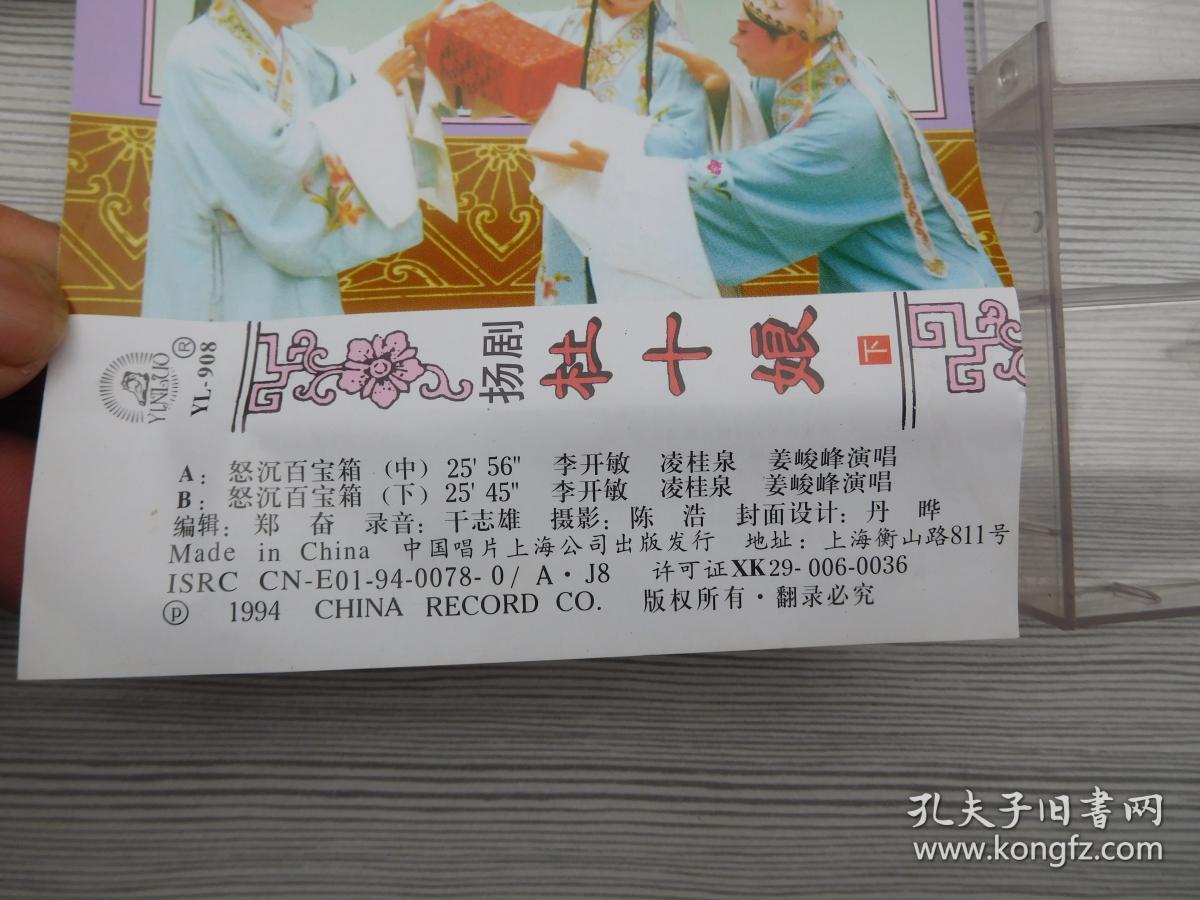 YL-908
®
扬剧
杜十娘
下
A: 怒沉百宝箱 (中) 25' 56" 李开敏 凌桂泉 姜峻峰演唱
B: 怒沉百宝箱 (下) 25' 45" 李开敏 凌桂泉 姜峻峰演唱
编辑: 郑 奋 录音: 干志雄 摄影: 陈 浩 封面设计: 丹 晔
Made in China 中国唱片上海公司出版发行 地址: 上海衡山路811号
ISRC CN-E01-94-0078-0/A·J8 许可证XK29-006-0036
Ⓟ 1994 CHINA RECORD CO. 版权所有·翻录必究
孔夫子旧书网
www.kongfz.com